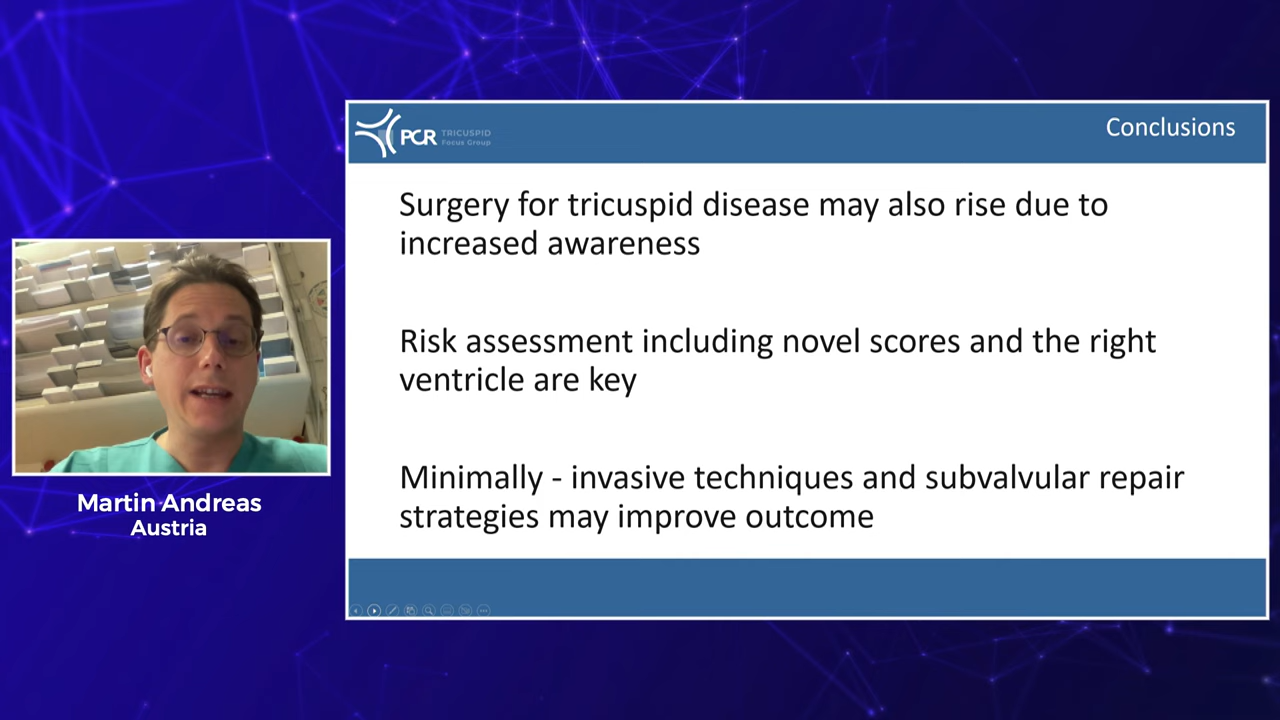 PCR TRICUSPID
Focus Group
Conclusions
Surgery for tricuspid disease may also rise due to
increased awareness
Risk assessment including novel scores and the right
ventricle are key
Minimally - invasive techniques and subvalvular repair
strategies may improve outcome
Martin Andreas
Austria